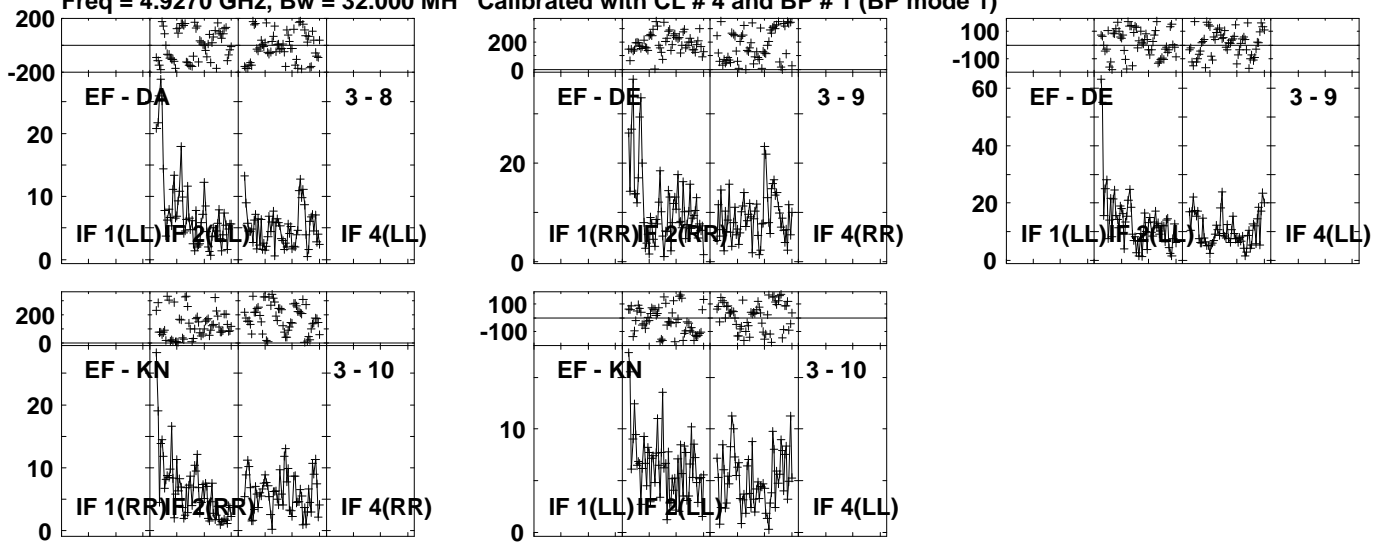 Freq = 4.9270 GHz, Bw = 32.000 MH Calibrated with CL # 4 and BP # 1 (BP mode 1)
200
-200
EF - DA 3 - 8
20
10
0
IF 1(LL) IF 2(LL) IF 4(LL)
200
0
EF - DE 3 - 9
20
0
IF 1(RR) IF 2(RR) IF 4(RR)
100
-100
EF - DE 3 - 9
60
40
20
0
IF 1(LL) IF 2(LL) IF 4(LL)
200
0
EF - KN 3 - 10
20
10
0
IF 1(RR) IF 2(RR) IF 4(RR)
100
-100
EF - KN 3 - 10
10
0
IF 1(LL) IF 2(LL) IF 4(LL)